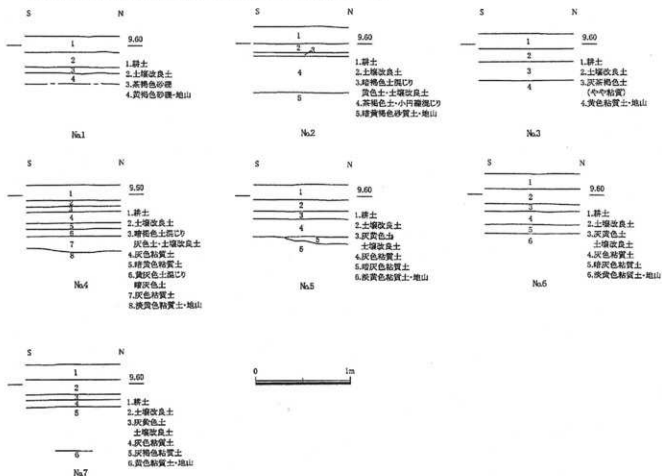 S N
9.60
1
2
3
4
1.耕土
2.土壌改良土
3.茶褐色砂礫
4.黄褐色砂礫・地山
No.1
S N
9.60
1
2 3
4
5
1.耕土
2.土壌改良土
3.暗褐色土混じり
黄色土・土壌改良土
4.茶褐色土・小円礫混じり
5.暗黄褐色砂質土・地山
No.2
S N
9.60
1
2
3
4
1.耕土
2.土壌改良土
3.灰茶褐色土
(やや粘質)
4.黄色粘質土・地山
No.3
S N
9.60
1
2
3
4
5
6
7
8
1.耕土
2.土壌改良土
3.暗褐色土混じり
灰色土・土壌改良土
4.灰色粘質土
5.暗黄色粘質土
6.黄灰色土混じり
暗灰色土
7.灰色粘質土
8.淡黄色粘質土・地山
No.4
S N
9.60
1
2
3
4
5
6
1.耕土
2.土壌改良土
3.灰黄色土
土壌改良土
4.灰色粘質土
5.暗灰色粘質土
6.淡黄色粘質土・地山
No.5
S N
9.60
1
2
3
4
5
6
1.耕土
2.土壌改良土
3.灰黄色土
土壌改良土
4.灰色粘質土
5.暗灰色粘質土
6.淡黄色粘質土・地山
No.6
S N
9.60
1
2
3
4
5
6
1.耕土
2.土壌改良土
3.灰黄色土
土壌改良土
4.灰色粘質土
5.灰褐色粘質土
6.黄色粘質土・地山
No.7
0 1m